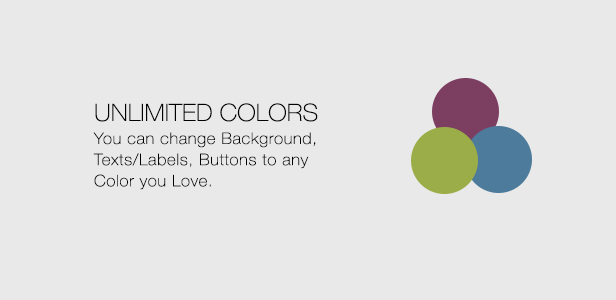 UNLIMITED COLORS
You can change Background,
Texts/Labels, Buttons to any
Color you Love.